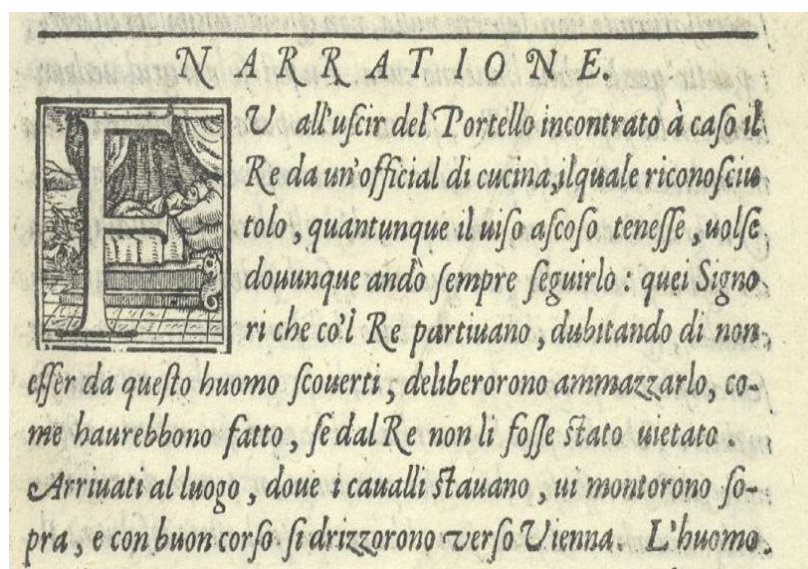 NARRATIONE.
FU all'uſcir del Portello incontrato à caſo il
Re da un'official di cucina, ilquale riconoſciu
tolo, quantunque il uiſo aſcoſo teneſſe, uolſe
douunque andò ſempre ſeguirlo: quei Signo
ri che co'l Re partiuano, dubitando di non
eſſer da queſto huomo ſcouerti, deliberorono ammazzarlo, co-
me haurebbono fatto, ſe dal Re non li foſſe ſtato uietato.
Arriuati al luogo, doue i caualli ſtauano, ui montorono ſo-
pra, e con buon corſo ſi drizzorono verſo Vienna. L'huomo